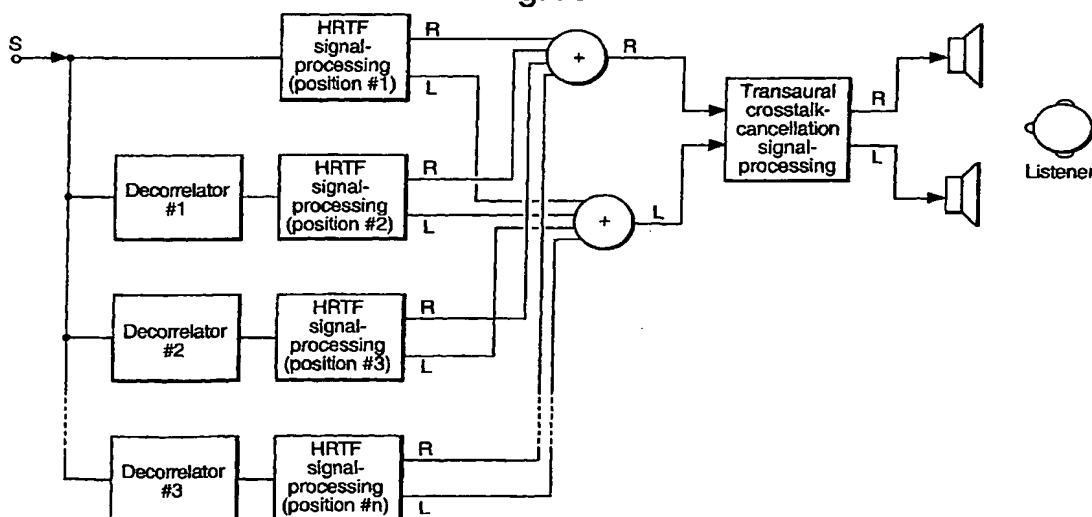 S
HRTF
signal-
processing
(position #1)
R
L
+
R
Transaural
crosstalk-
cancellation
signal-
processing
R
L
Listener
Decorrelator
#1
HRTF
signal-
processing
(position #2)
R
L
+
L
Decorrelator
#2
HRTF
signal-
processing
(position #3)
R
L
Decorrelator
#3
HRTF
signal-
processing
(position #n)
R
L